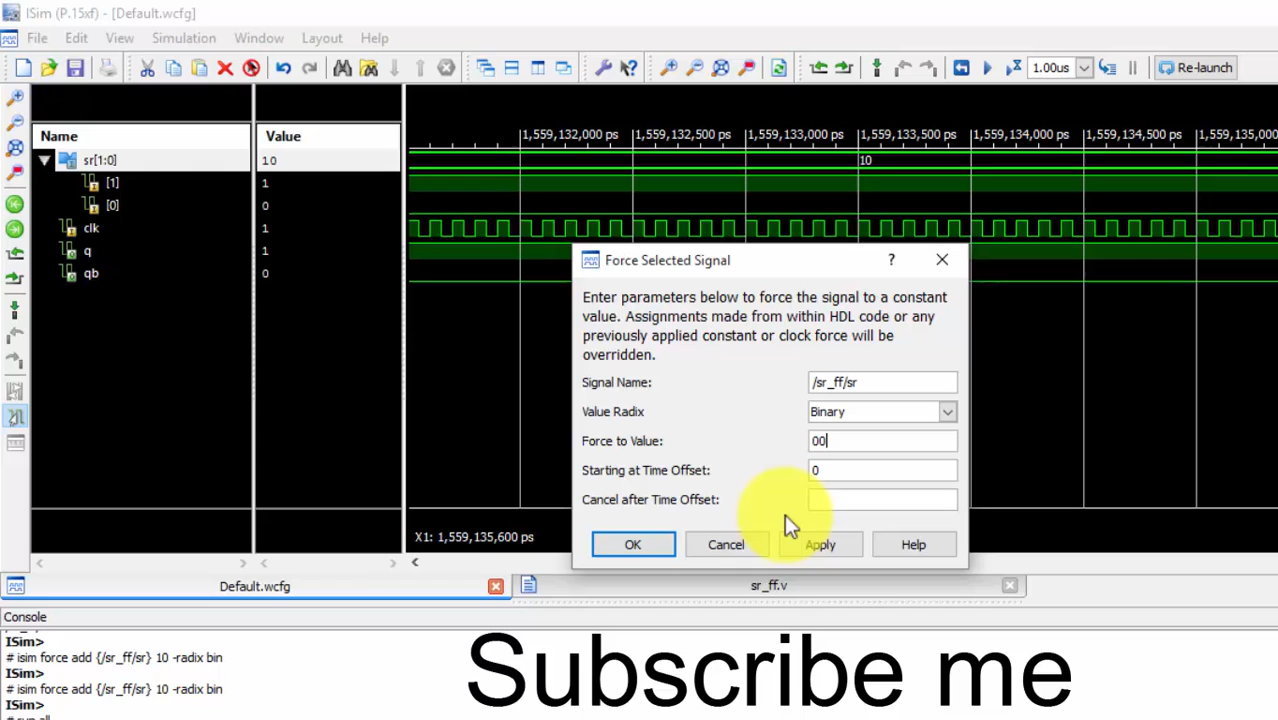 ISim (P.15xf) - [Default.wcfg]
File Edit View Simulation Window Layout Help
1.00us Re-launch
Name Value
1,559,132,000 ps 1,559,132,500 ps 1,559,133,000 ps 1,559,133,500 ps 1,559,134,000 ps 1,559,134,500 ps 1,559,135,000
sr[1:0] 10 10
[1] 1
[0] 0
clk 1
q 1
qb 0
Force Selected Signal ?
Enter parameters below to force the signal to a constant
value. Assignments made from within HDL code or any
previously applied constant or clock force will be
overridden.
Signal Name: /sr_ff/sr
Value Radix Binary
Force to Value: 00
Starting at Time Offset: 0
Cancel after Time Offset:
OK Cancel Apply Help
X1: 1,559,135,600 ps
Default.wcfg sr_ff.v
Console
ISim>
# isim force add {/sr_ff/sr} 10 -radix bin
ISim>
# isim force add {/sr_ff/sr} 10 -radix bin
ISim>
Subscribe me